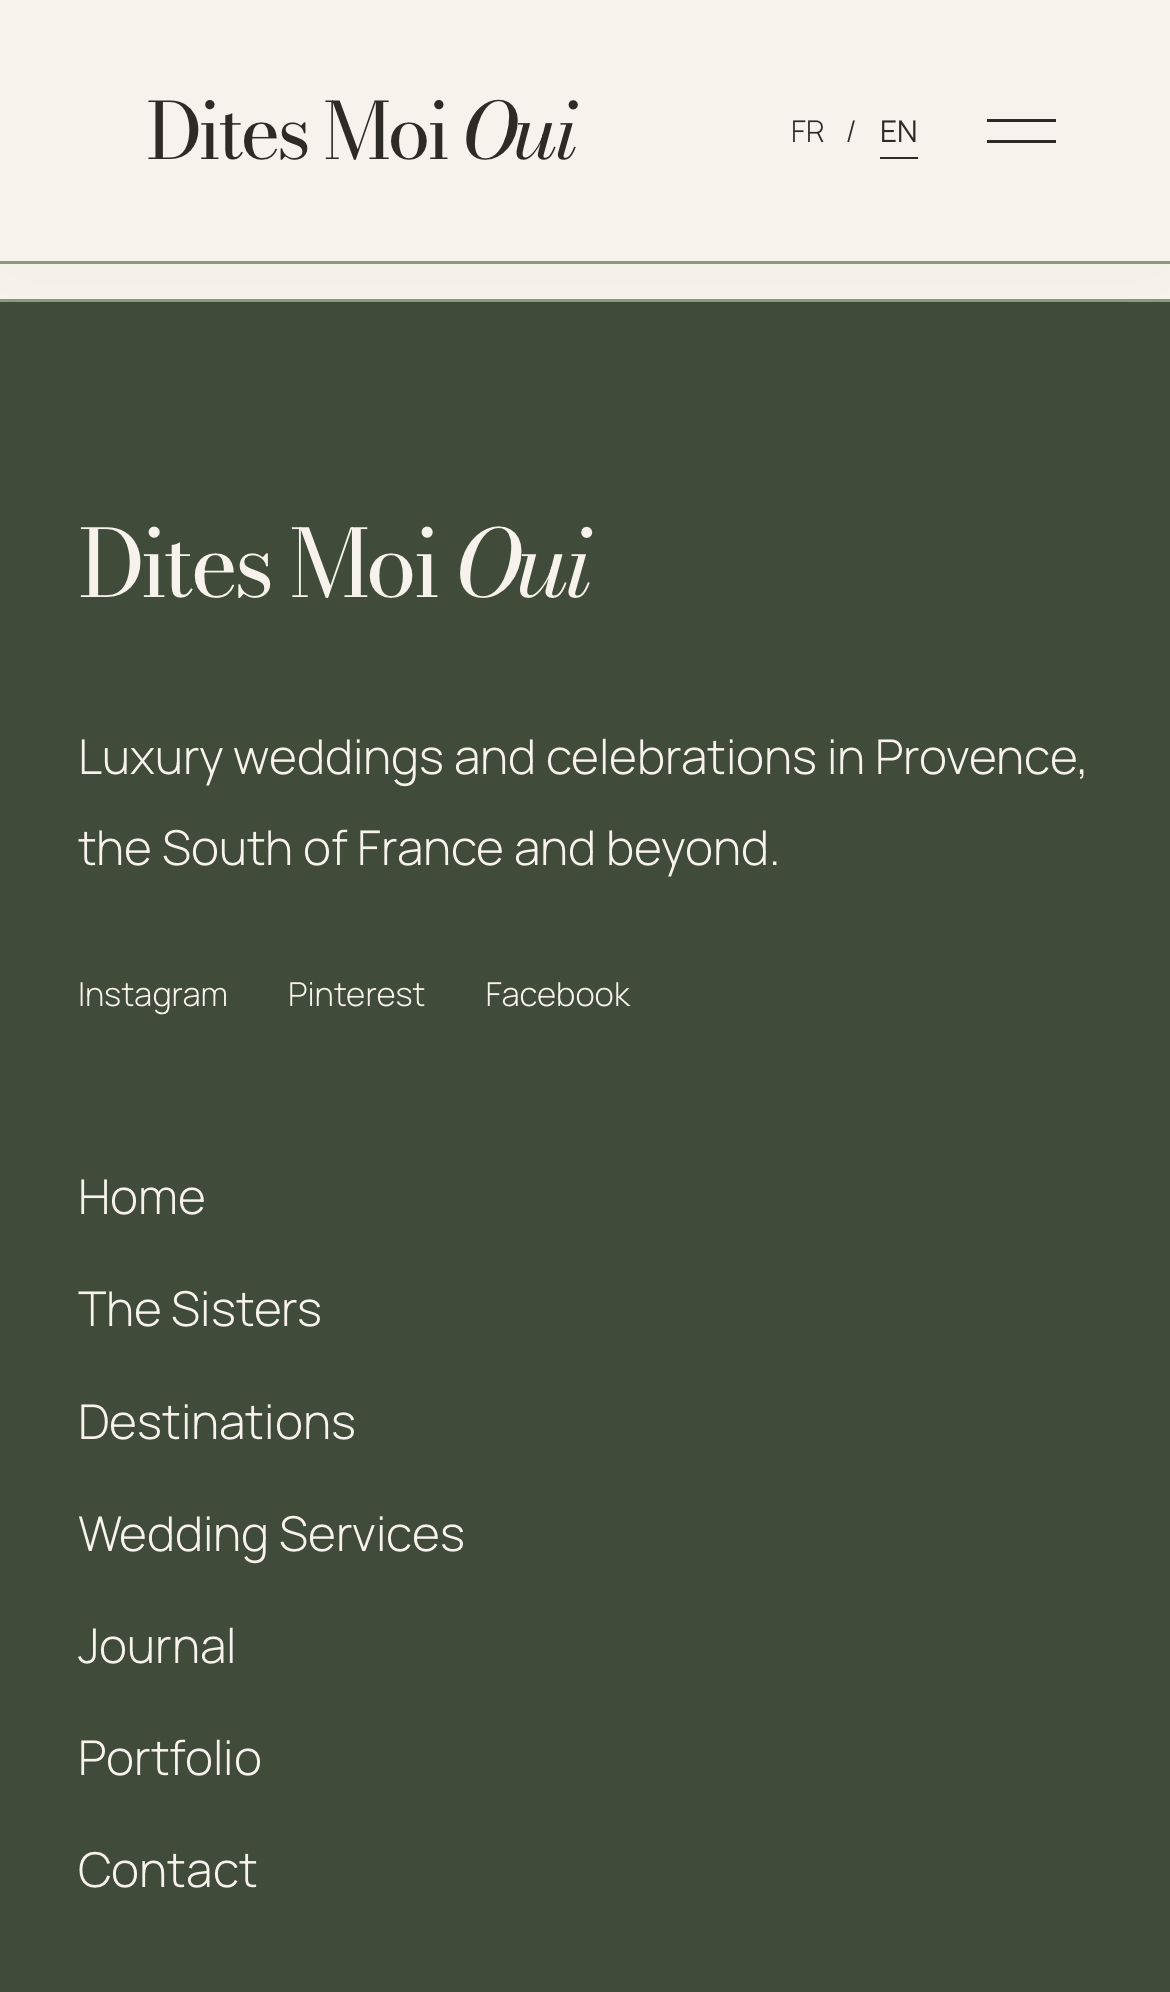 Dites Moi Oui
FR / EN
Dites Moi Oui
Luxury weddings and celebrations in Provence,
the South of France and beyond.
Instagram Pinterest Facebook
Home
The Sisters
Destinations
Wedding Services
Journal
Portfolio
Contact